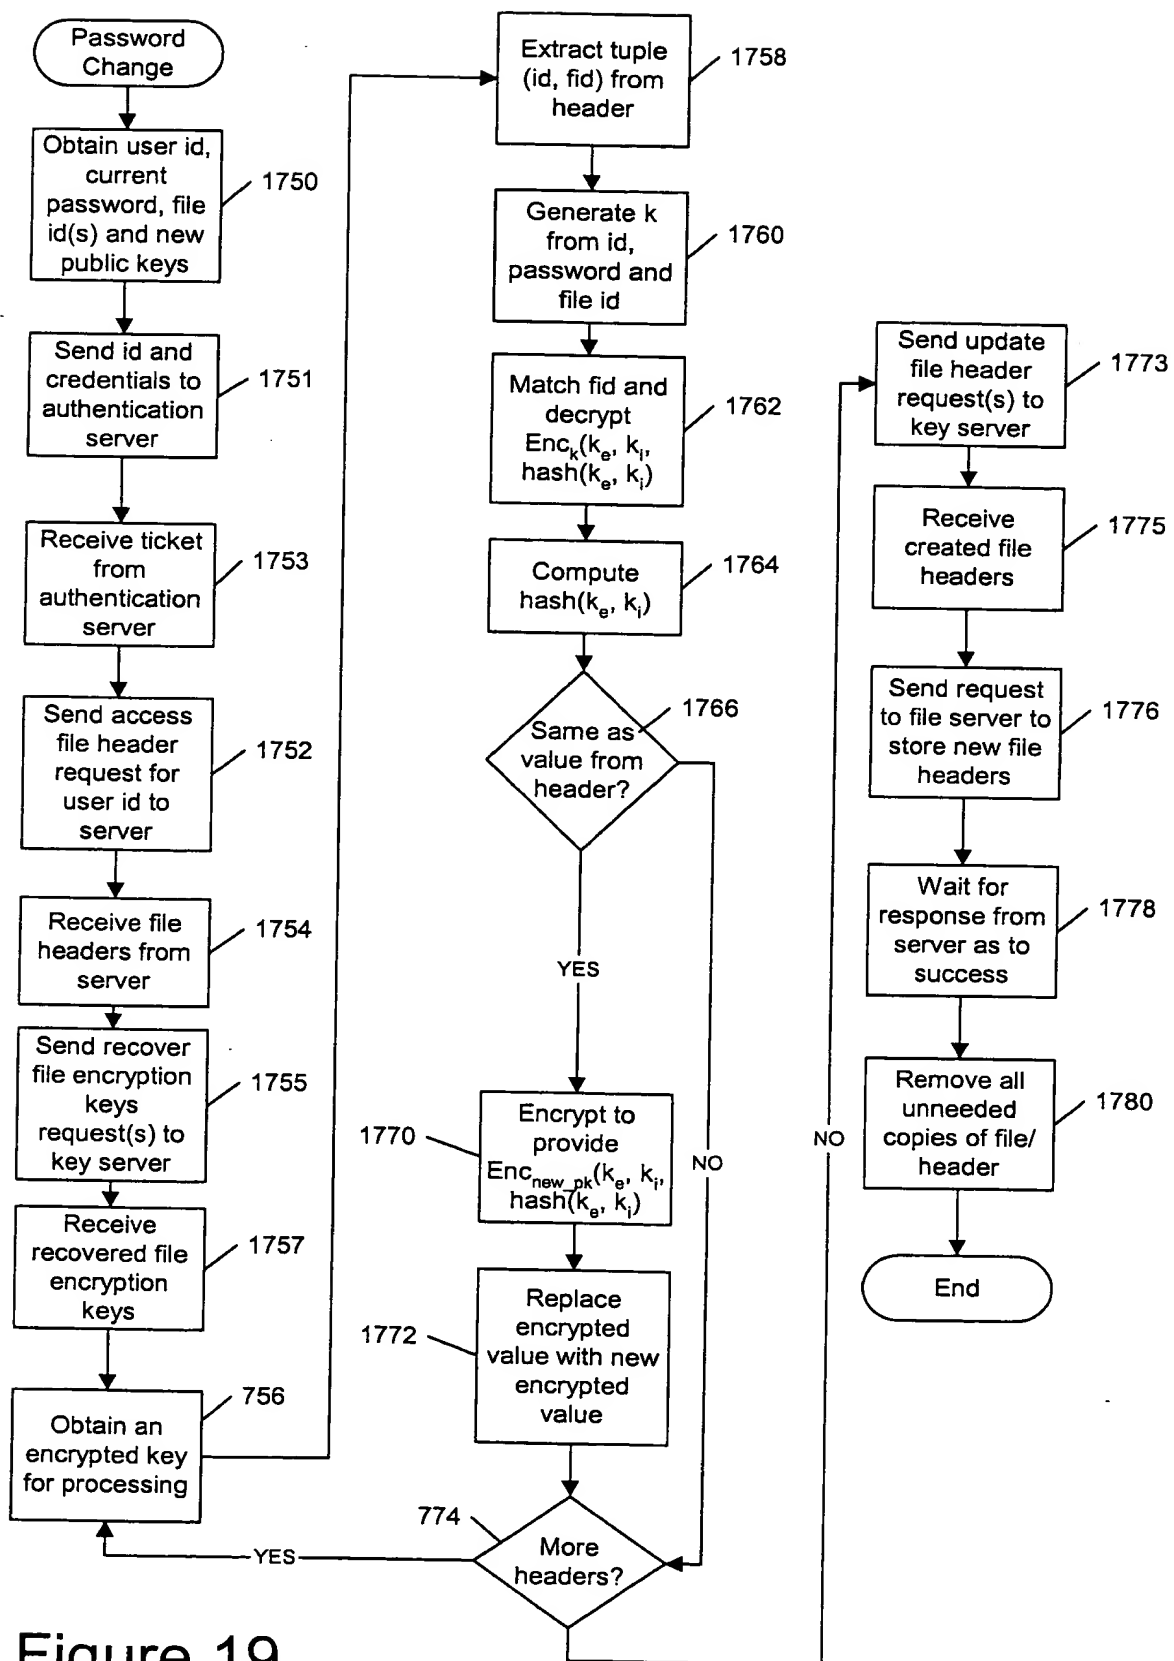 Password
Change
Obtain user id,
current
password, file
id(s) and new
public keys
1750
Send id and
credentials to
authentication
server
1751
Receive ticket
from
authentication
server
1753
Send access
file header
request for
user id to
server
1752
Receive file
headers from
server
1754
Send recover
file encryption
keys
request(s) to
key server
1755
Receive
recovered file
encryption
keys
1757
Obtain an
encrypted key
for processing
756
Extract tuple
(id, fid) from
header
1758
Generate k
from id,
password and
file id
1760
Match fid and
decrypt
Enc_k(k_e, k_i,
hash(k_e, k_i)
1762
Compute
hash(k_e, k_i)
1764
Same as
value from
header?
1766
YES
NO
Encrypt to
provide
Enc_new_pk(k_e, k_i,
hash(k_e, k_i)
1770
Replace
encrypted
value with new
encrypted
value
1772
More
headers?
774
YES
NO
Send update
file header
request(s) to
key server
1773
Receive
created file
headers
1775
Send request
to file server to
store new file
headers
1776
Wait for
response from
server as to
success
1778
Remove all
unneeded
copies of file/
header
1780
End
Figure 19